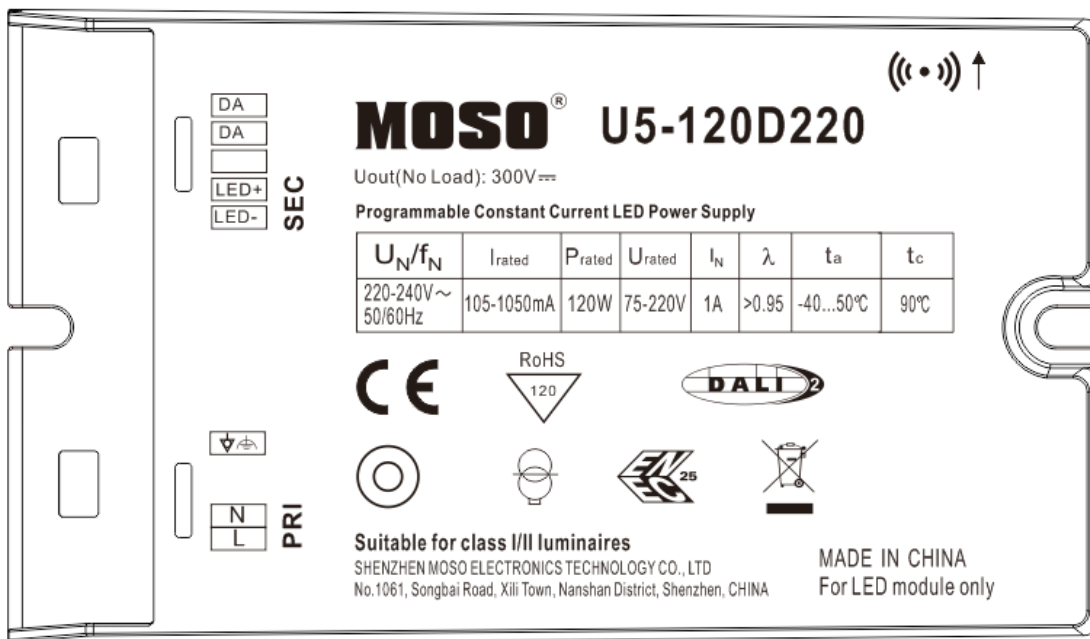 DA
DA
LED+
LED-
SEC
MOSO® U5-120D220
Uout(No Load): 300V⎓
Programmable Constant Current LED Power Supply
UN/fN Irated Prated Urated IN λ ta tc
220-240V～ 50/60Hz 105-1050mA 120W 75-220V 1A >0.95 -40...50℃ 90℃
CE
RoHS
120
DALI 2
ENEC 25
N
L
PRI
Suitable for class I/II luminaires
SHENZHEN MOSO ELECTRONICS TECHNOLOGY CO., LTD
No.1061, Songbai Road, Xili Town, Nanshan District, Shenzhen, CHINA
MADE IN CHINA
For LED module only